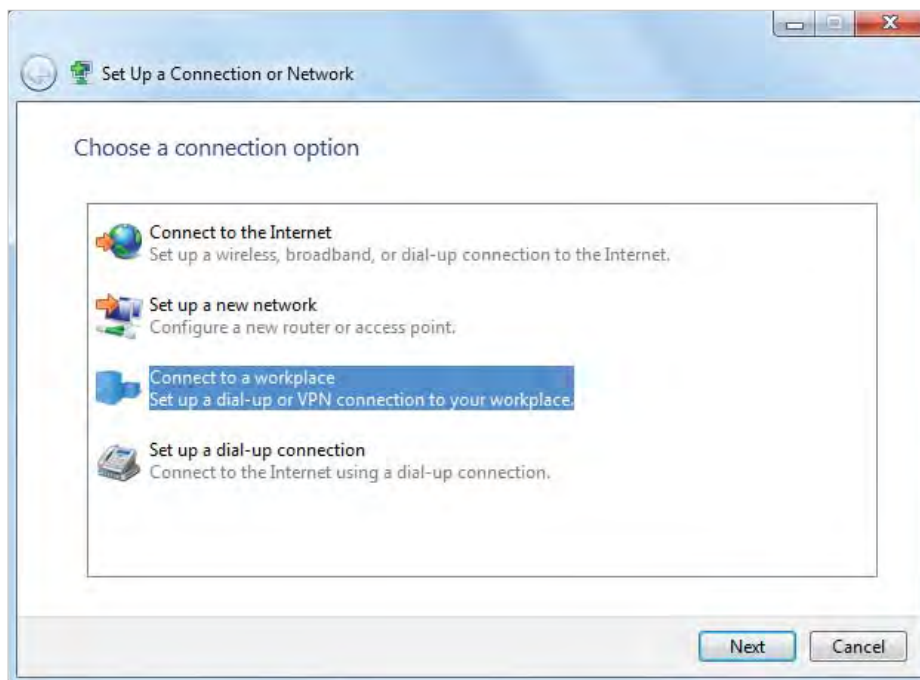 Set Up a Connection or Network
Choose a connection option
Connect to the Internet
Set up a wireless, broadband, or dial-up connection to the Internet.
Set up a new network
Configure a new router or access point.
Connect to a workplace
Set up a dial-up or VPN connection to your workplace.
Set up a dial-up connection
Connect to the Internet using a dial-up connection.
Next Cancel